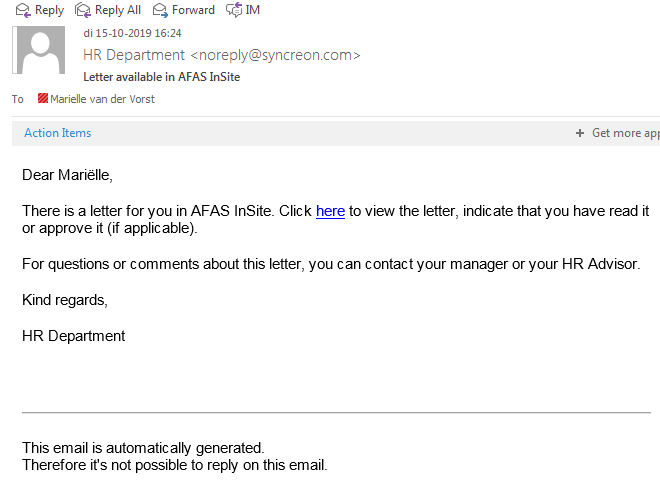 Reply Reply All Forward IM
di 15-10-2019 16:24
HR Department <noreply@syncreon.com>
Letter available in AFAS InSite
To Marielle van der Vorst
Action Items + Get more app
Dear Mariëlle,
There is a letter for you in AFAS InSite. Click here to view the letter, indicate that you have read it
or approve it (if applicable).
For questions or comments about this letter, you can contact your manager or your HR Advisor.
Kind regards,
HR Department
This email is automatically generated.
Therefore it's not possible to reply on this email.